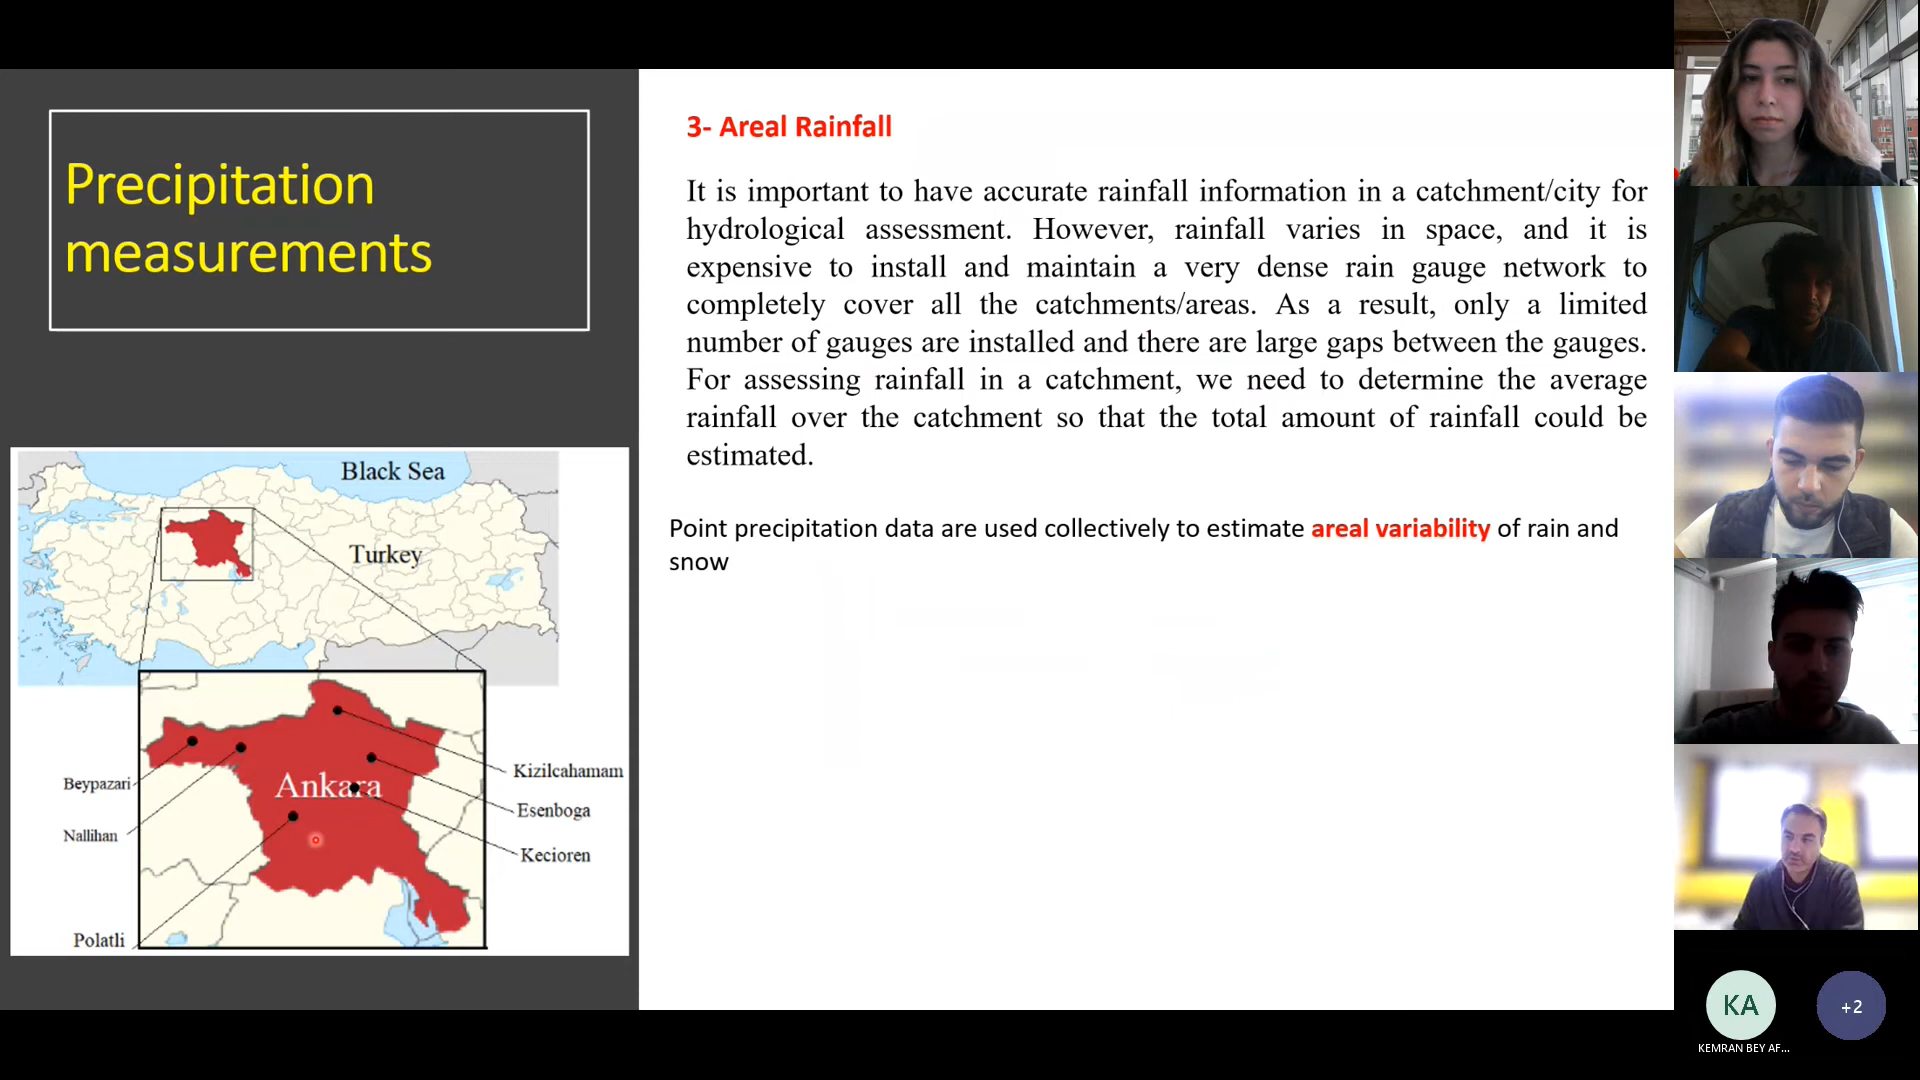 Precipitation
measurements
Black Sea
Turkey
Ankara
Kizilcahamam
Beypazari
Esenboga
Nallihan
Kecioren
Polatli
3- Areal Rainfall
It is important to have accurate rainfall information in a catchment/city for
hydrological assessment. However, rainfall varies in space, and it is
expensive to install and maintain a very dense rain gauge network to
completely cover all the catchments/areas. As a result, only a limited
number of gauges are installed and there are large gaps between the gauges.
For assessing rainfall in a catchment, we need to determine the average
rainfall over the catchment so that the total amount of rainfall could be
estimated.
Point precipitation data are used collectively to estimate areal variability of rain and
snow
KA
+2
KEMRAN BEY AF...